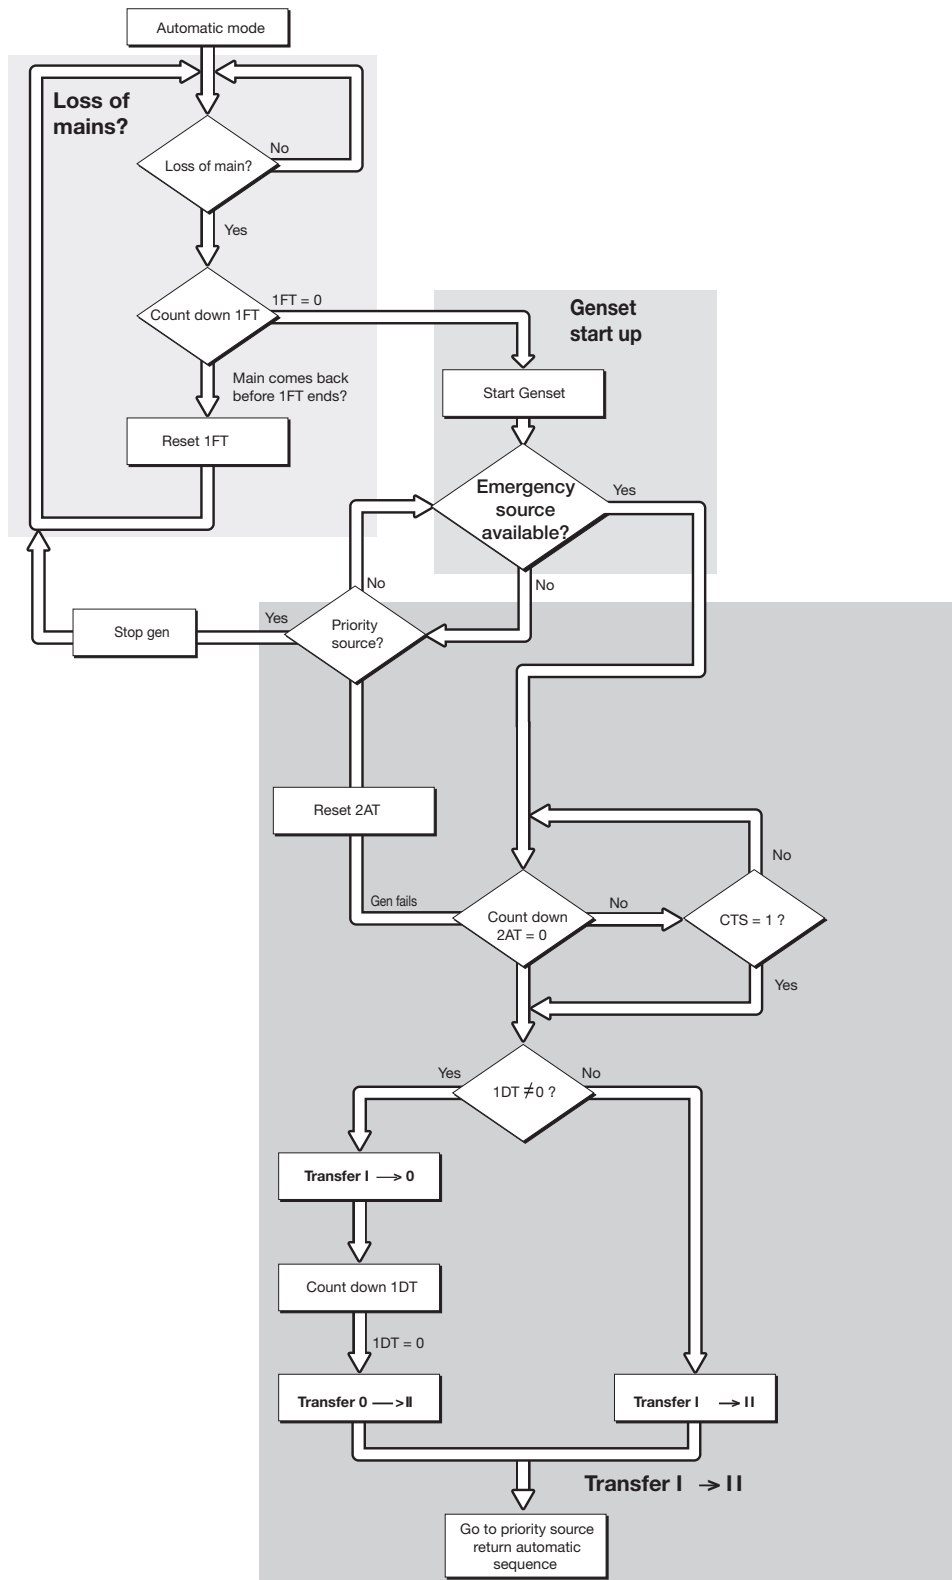 Automatic mode
Loss of
mains?
No
Loss of main?
Yes
1FT = 0
Count down 1FT
Genset
start up
Main comes back
before 1FT ends?
Start Genset
Reset 1FT
Emergency
source
available?
Yes
No
No
Yes
Priority
source?
Stop gen
Reset 2AT
No
Gen fails
No
Count down
2AT = 0
CTS = 1 ?
Yes
Yes
No
1DT ≠0 ?
Transfer I → 0
Count down 1DT
1DT = 0
Transfer 0 —>II
Transfer I → II
Transfer I → II
Go to priority source
return automatic
sequence